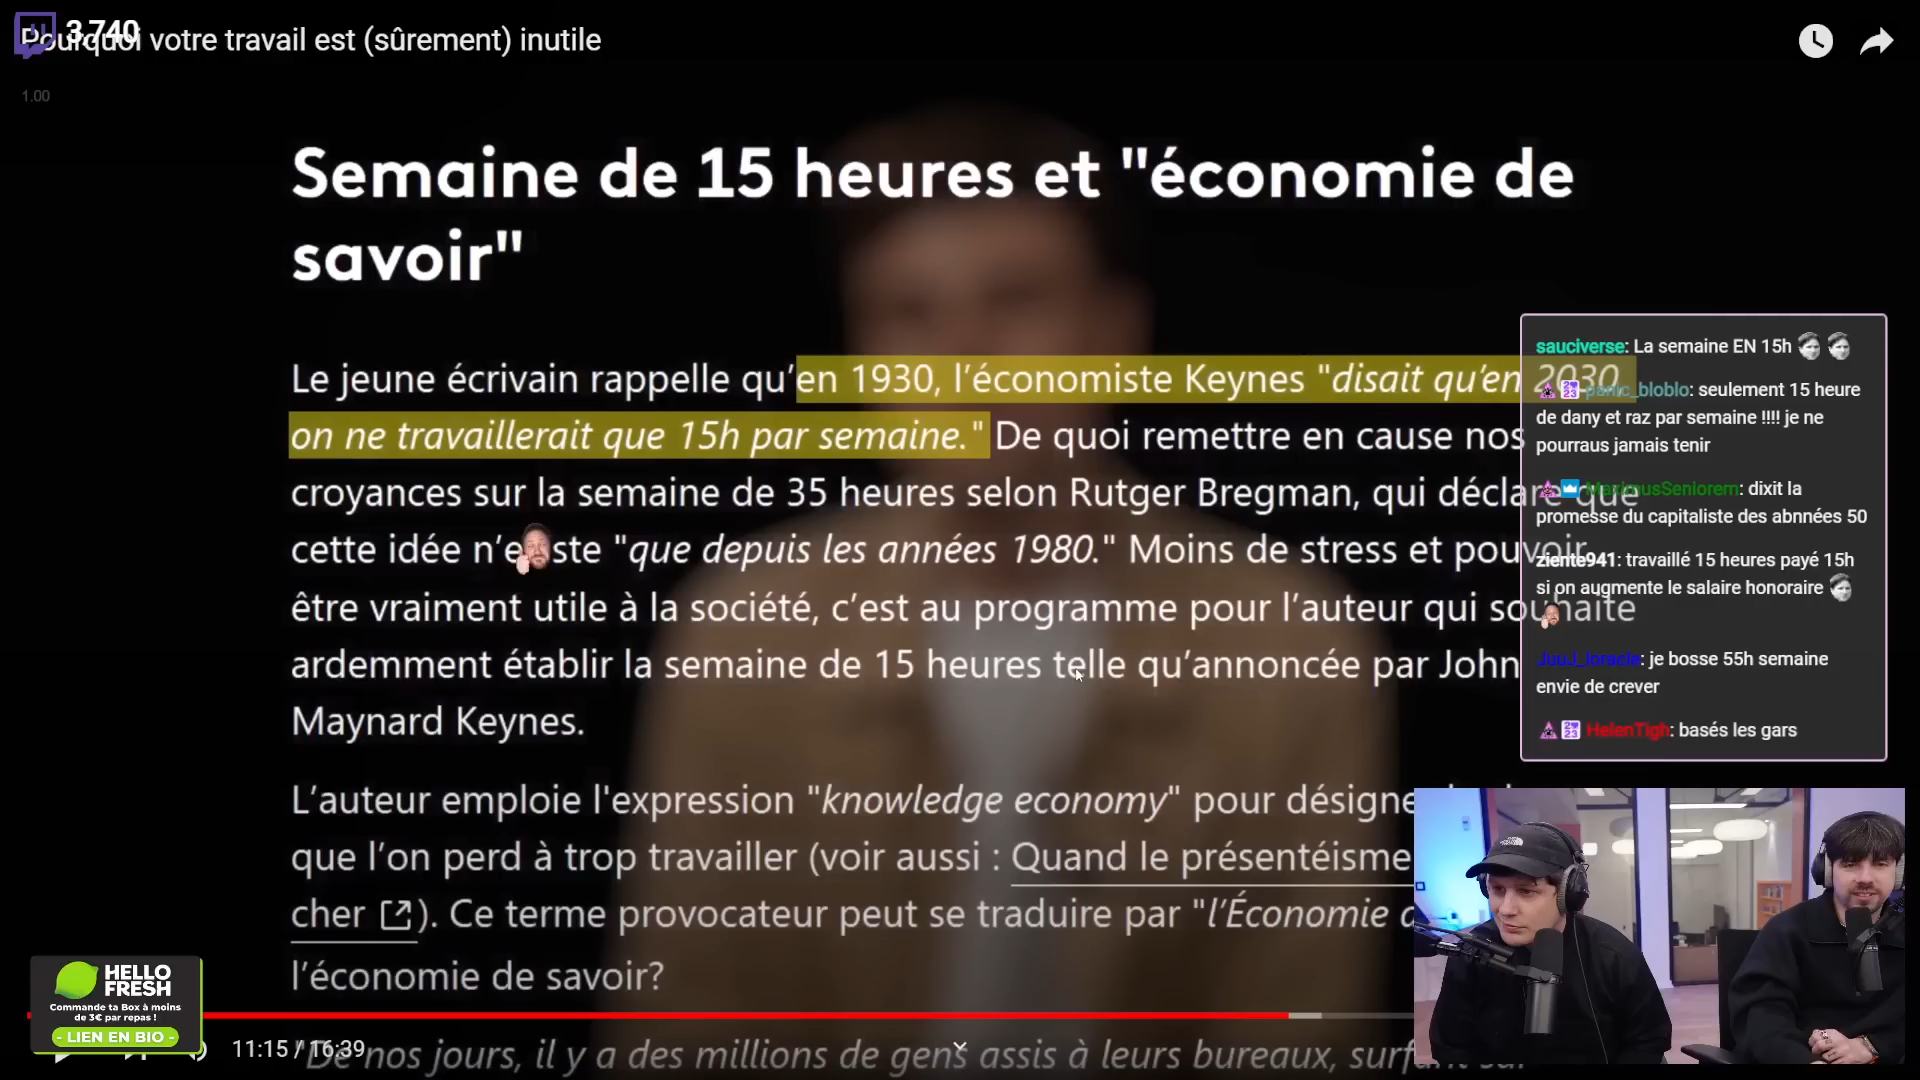 3,740
Pourquoi votre travail est (sûrement) inutile
1.00
Semaine de 15 heures et "économie de
savoir"
Le jeune écrivain rappelle qu’en 1930, l’économiste Keynes "disait qu’en 2030
on ne travaillerait que 15h par semaine." De quoi remettre en cause nos
croyances sur la semaine de 35 heures selon Rutger Bregman, qui déclare que
cette idée n’existe "que depuis les années 1980." Moins de stress et pouvoir
être vraiment utile à la société, c’est au programme pour l’auteur qui souhaite
ardemment établir la semaine de 15 heures telle qu’annoncée par John
Maynard Keynes.
L’auteur emploie l'expression "knowledge economy" pour désigner
que l’on perd à trop travailler (voir aussi : Quand le présentéisme
cher ). Ce terme provocateur peut se traduire par "l’Économie
l’économie de savoir?
"De nos jours, il y a des millions de gens assis à leurs bureaux,
sauciverse: La semaine EN 15h
panic_bloblo: seulement 15 heure
de dany et raz par semaine !!!! je ne
pourraus jamais tenir
MaximusSeniorem: dixit la
promesse du capitaliste des abnnées 50
ziente941: travaillé 15 heures payé 15h
si on augmente le salaire honoraire
JuuJ_loracle: je bosse 55h semaine
envie de crever
HelenTigh: basés les gars
HELLO
FRESH
Commande ta Box à moins
de 3€ par repas !
- LIEN EN BIO -
11:15 / 16:39